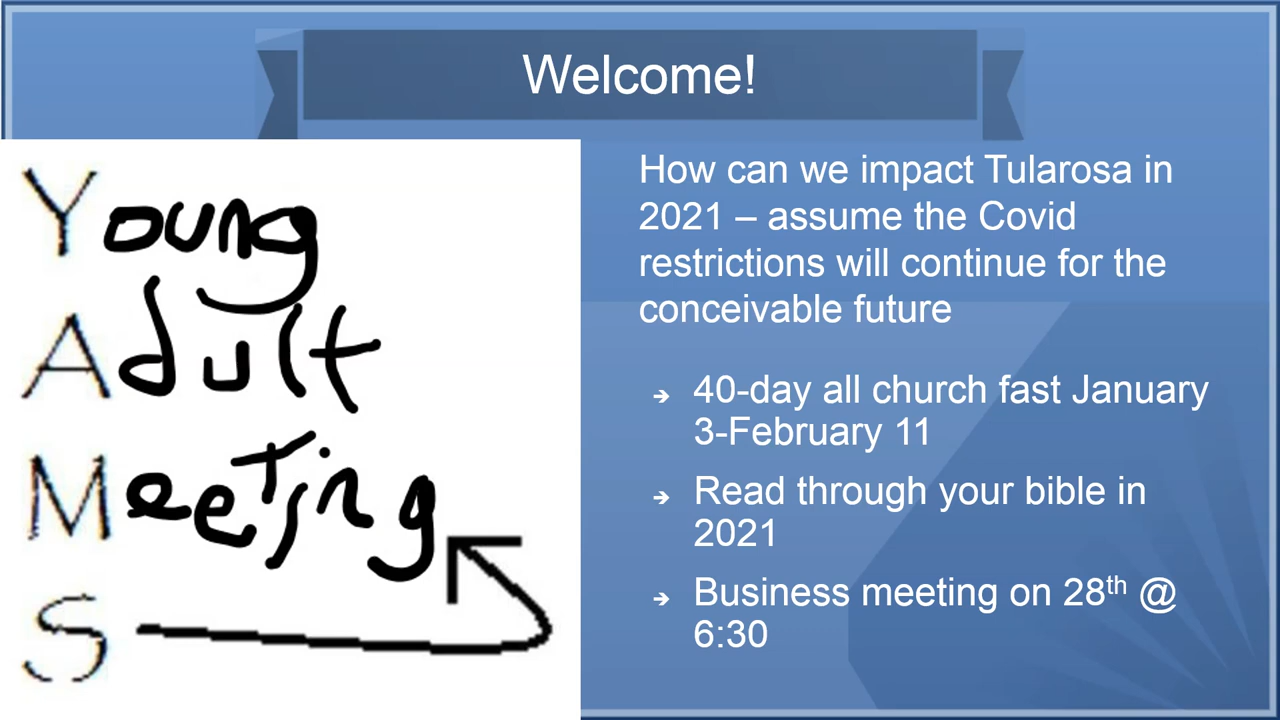 Welcome!
Young
Adult
Meeting
S
How can we impact Tularosa in
2021 – assume the Covid
restrictions will continue for the
conceivable future
➔ 40-day all church fast January
3-February 11
➔ Read through your bible in
2021
➔ Business meeting on 28th @
6:30